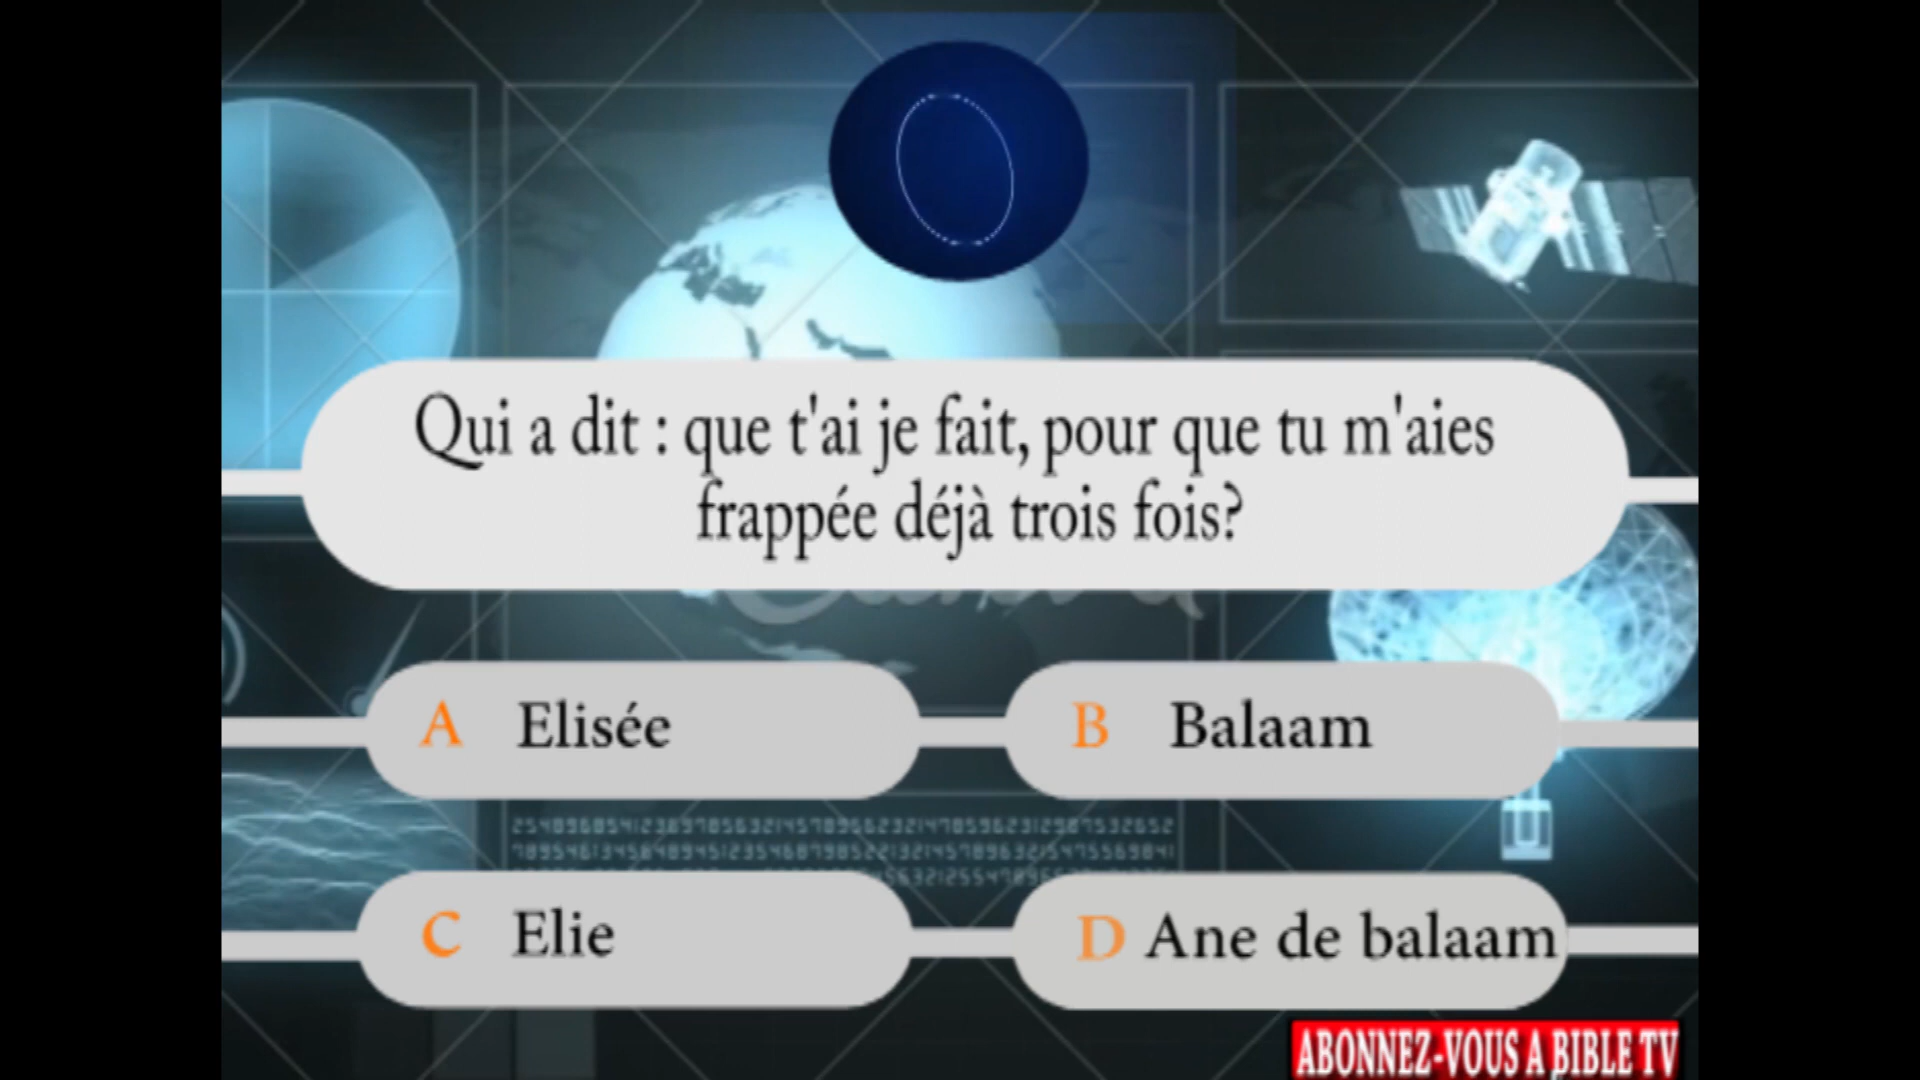 Qui a dit : que t'ai je fait, pour que tu m'aies
frappée déjà trois fois?
A Elisée
B Balaam
C Elie
D Ane de balaam
ABONNEZ-VOUS A BIBLE TV